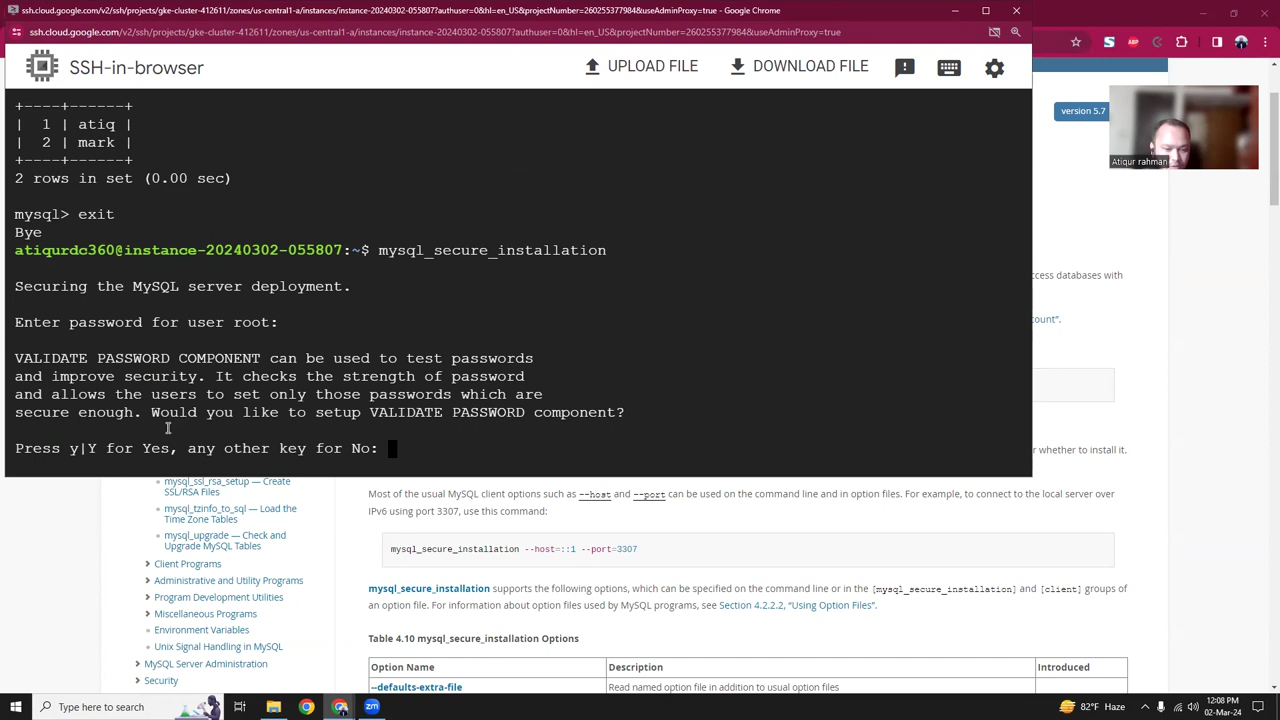 ssh.cloud.google.com/v2/ssh/projects/gke-cluster-412611/zones/us-central1-a/instances/instance-20240302-055807?authuser=0&hl=en_US&projectNumber=260255377984&useAdminProxy=true - Google Chrome
ssh.cloud.google.com/v2/ssh/projects/gke-cluster-412611/zones/us-central1-a/instances/instance-20240302-055807?authuser=0&hl=en_US&projectNumber=260255377984&useAdminProxy=true
SSH-in-browser
UPLOAD FILE
DOWNLOAD FILE
version 5.7
Atiqur rahman
+----+------+
| 1 | atiq |
| 2 | mark |
+----+------+
2 rows in set (0.00 sec)
mysql> exit
Bye
atiqurdc360@instance-20240302-055807:~$ mysql_secure_installation
Securing the MySQL server deployment.
Enter password for user root:
VALIDATE PASSWORD COMPONENT can be used to test passwords
and improve security. It checks the strength of password
and allows the users to set only those passwords which are
secure enough. Would you like to setup VALIDATE PASSWORD component?
Press y|Y for Yes, any other key for No:
databases with
count".
or whether to install it.
mysql_ssl_rsa_setup — Create
SSL/RSA Files
mysql_tzinfo_to_sql — Load the
Time Zone Tables
mysql_upgrade — Check and
Upgrade MySQL Tables
Client Programs
Administrative and Utility Programs
Program Development Utilities
Miscellaneous Programs
Environment Variables
Unix Signal Handling in MySQL
MySQL Server Administration
Security
Most of the usual MySQL client options such as --host and --port can be used on the command line and in option files. For example, to connect to the local server over
IPv6 using port 3307, use this command:
mysql_secure_installation --host=::1 --port=3307
mysql_secure_installation supports the following options, which can be specified on the command line or in the [mysql_secure_installation] and [client] groups of
an option file. For information about option files used by MySQL programs, see Section 4.2.2.2, “Using Option Files”.
Table 4.10 mysql_secure_installation Options
Option Name Description Introduced
--defaults-extra-file Read named option file in addition to usual option files
Type here to search
82°F Haze
12:08 PM
02-Mar-24